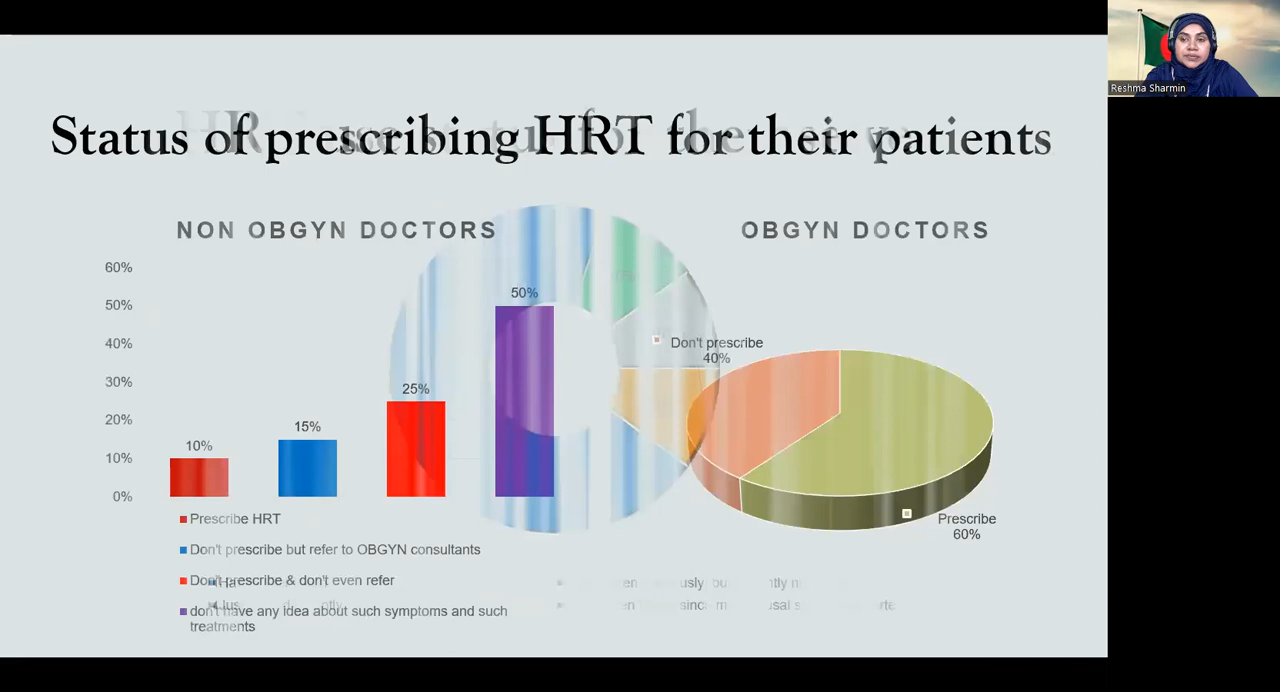 Reshma Sharmin
Status of prescribing HRT for their patients
NON OBGYN DOCTORS
OBGYN DOCTORS
60%
50%
40%
30%
20%
10%
0%
10%
15%
25%
50%
Don't prescribe
40%
Prescribe
60%
Prescribe HRT
Don't prescribe but refer to OBGYN consultants
Don't prescribe & don't even refer
don't have any idea about such symptoms and such
treatments